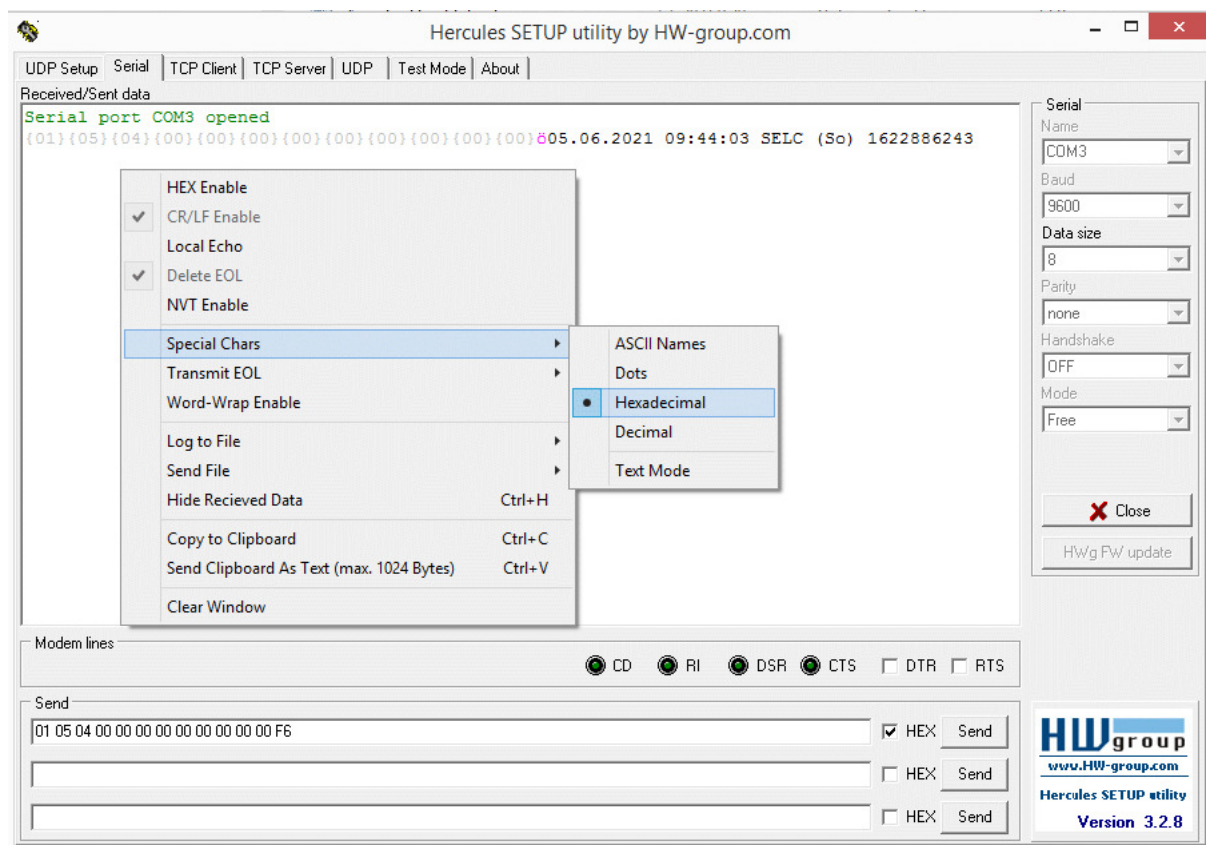 Hercules SETUP utility by HW-group.com
UDP Setup Serial TCP Client TCP Server UDP Test Mode About
Received/Sent data
Serial port COM3 opened
{01}{05}{04}{00}{00}{00}{00}{00}{00}{00}{00}{00}ö05.06.2021 09:44:03 SELC (So) 1622886243
HEX Enable
CR/LF Enable
Local Echo
Delete EOL
NVT Enable
Special Chars
Transmit EOL
Word-Wrap Enable
Log to File
Send File
Hide Recieved Data Ctrl+H
Copy to Clipboard Ctrl+C
Send Clipboard As Text (max. 1024 Bytes) Ctrl+V
Clear Window
ASCII Names
Dots
Hexadecimal
Decimal
Text Mode
Serial
Name
COM3
Baud
9600
Data size
8
Parity
none
Handshake
OFF
Mode
Free
Close
HWg FW update
Modem lines
CD RI DSR CTS DTR RTS
Send
01 05 04 00 00 00 00 00 00 00 00 00 F6 HEX Send
HEX Send
HEX Send
HWgroup
www.HW-group.com
Hercules SETUP utility
Version 3.2.8